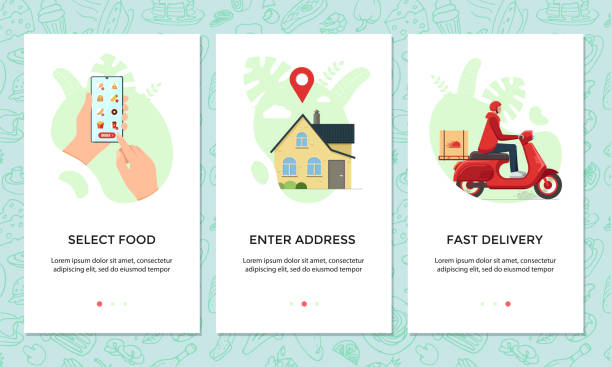 SELECT FOOD
Lorem ipsum dolor sit amet, consectetur
adipiscing elit, sed do eiusmod tempor
ENTER ADDRESS
Lorem ipsum dolor sit amet, consectetur
adipiscing elit, sed do eiusmod tempor
FAST DELIVERY
Lorem ipsum dolor sit amet, consectetur
adipiscing elit, sed do eiusmod tempor